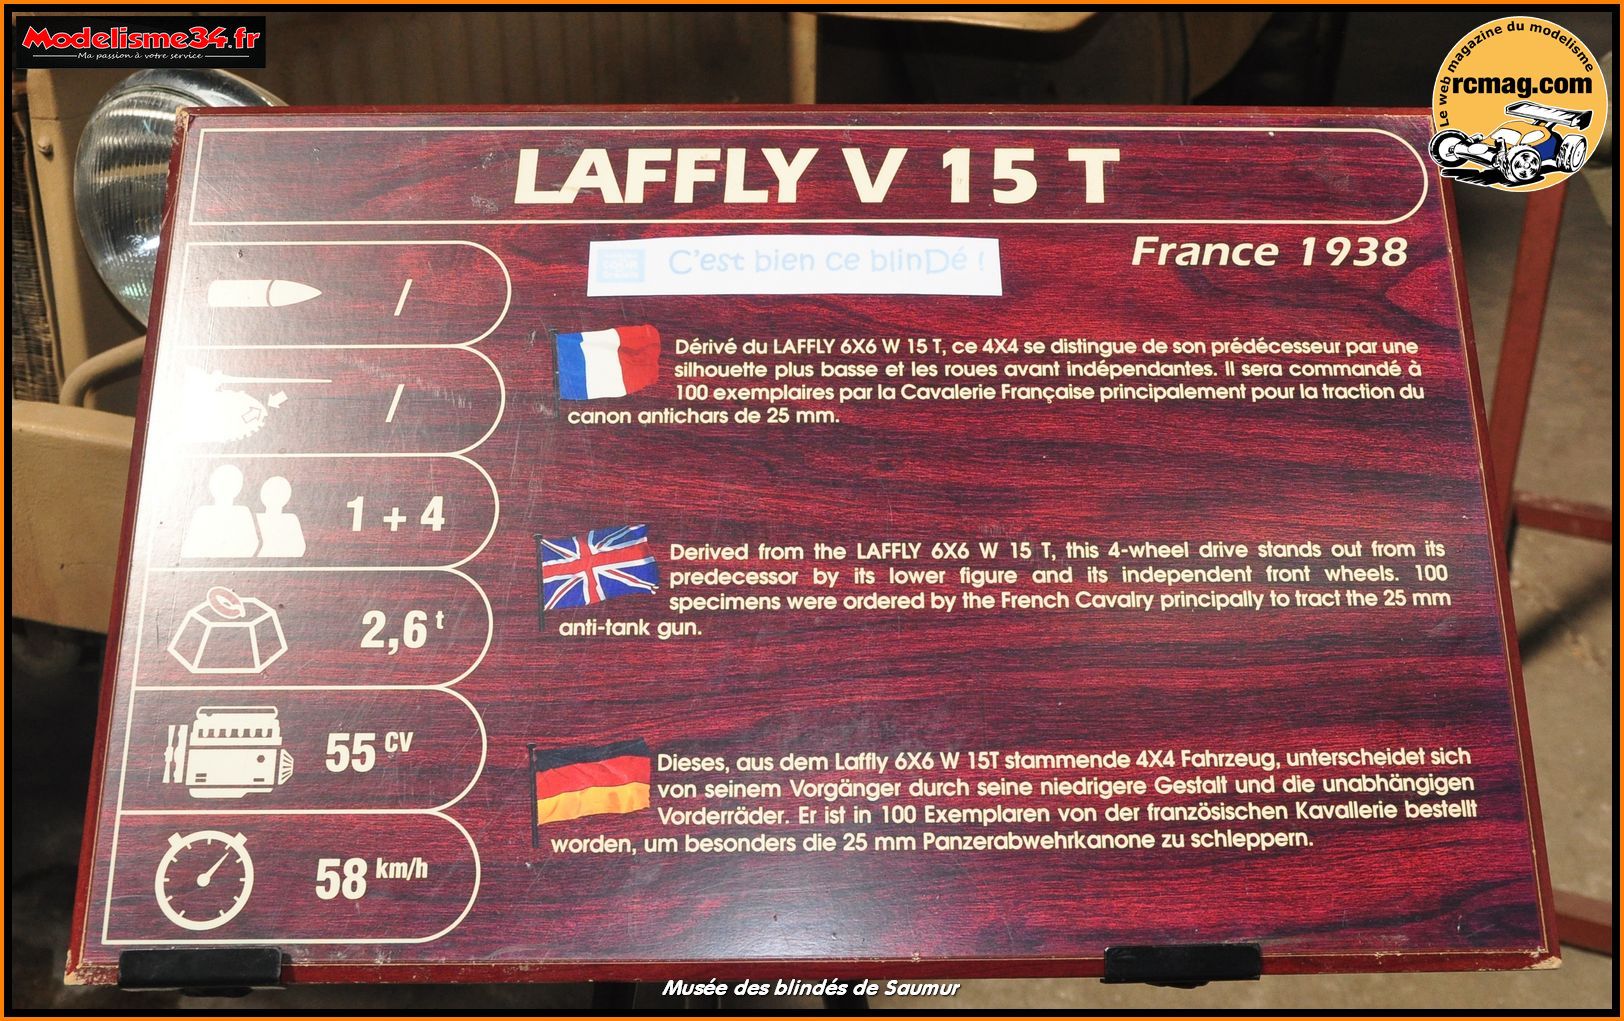 Modelisme34.fr
Ma passion à votre service
Le web magazine du modelisme
rcmag.com
LAFFLY V 15 T
C'est bien ce blinDé !
France 1938
/
/
1 + 4
2,6 t
55 CV
58 km/h
Dérivé du LAFFLY 6X6 W 15 T, ce 4X4 se distingue de son prédécesseur par une
silhouette plus basse et les roues avant indépendantes. Il sera commandé à
100 exemplaires par la Cavalerie Française principalement pour la traction du
canon antichars de 25 mm.
Derived from the LAFFLY 6X6 W 15 T, this 4-wheel drive stands out from its
predecessor by its lower figure and its independent front wheels. 100
specimens were ordered by the French Cavalry principally to tract the 25 mm
anti-tank gun.
Dieses, aus dem Laffly 6X6 W 15T stammende 4X4 Fahrzeug, unterscheidet sich
von seinem Vorgänger durch seine niedrigere Gestalt und die unabhängigen
Vorderräder. Er ist in 100 Exemplaren von der französischen Kavallerie bestellt
worden, um besonders die 25 mm Panzerabwehrkanone zu schleppern.
Musée des blindés de Saumur